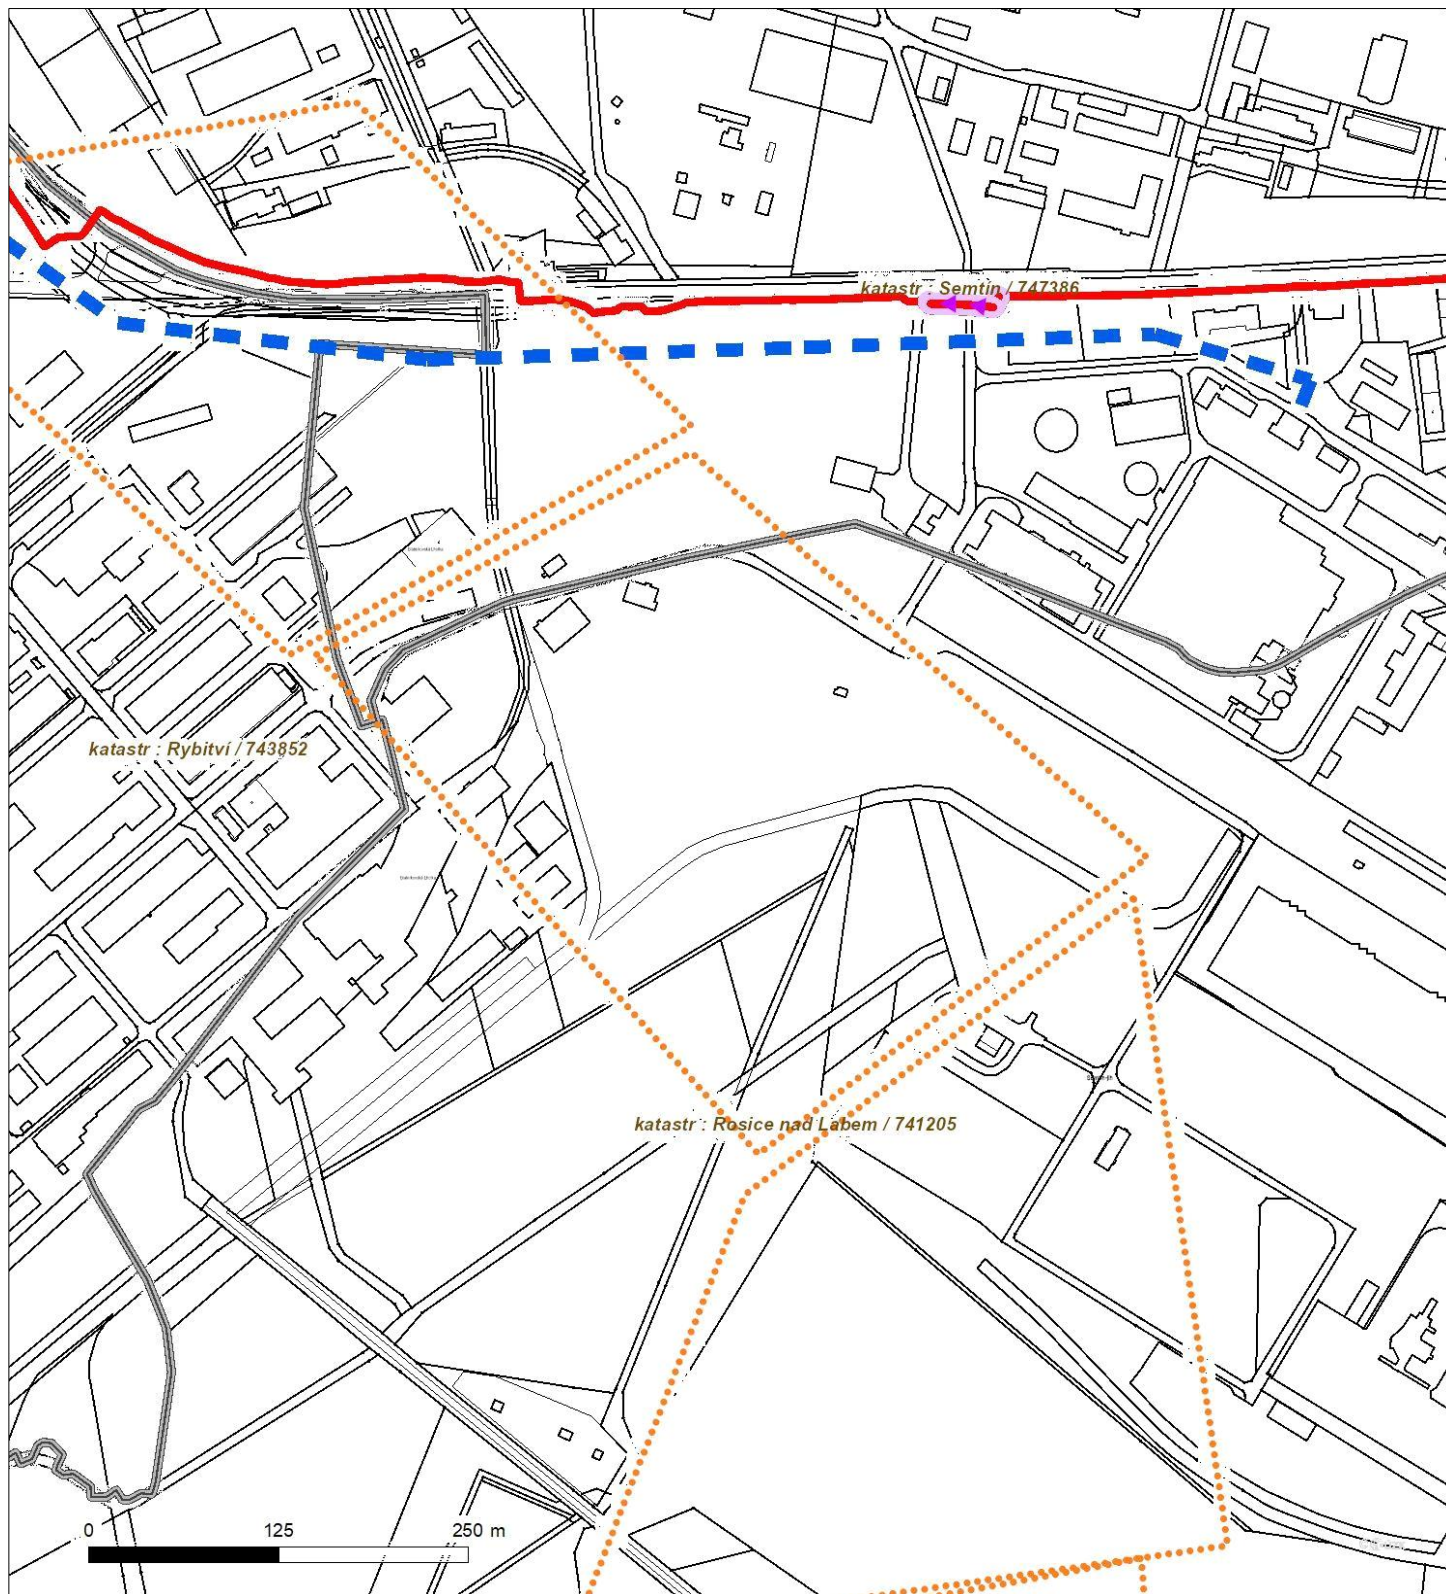 katastr : Semtín / 747386
katastr : Rybitví / 743852
katastr : Rosice nad Labem / 741205
0 125 250 m